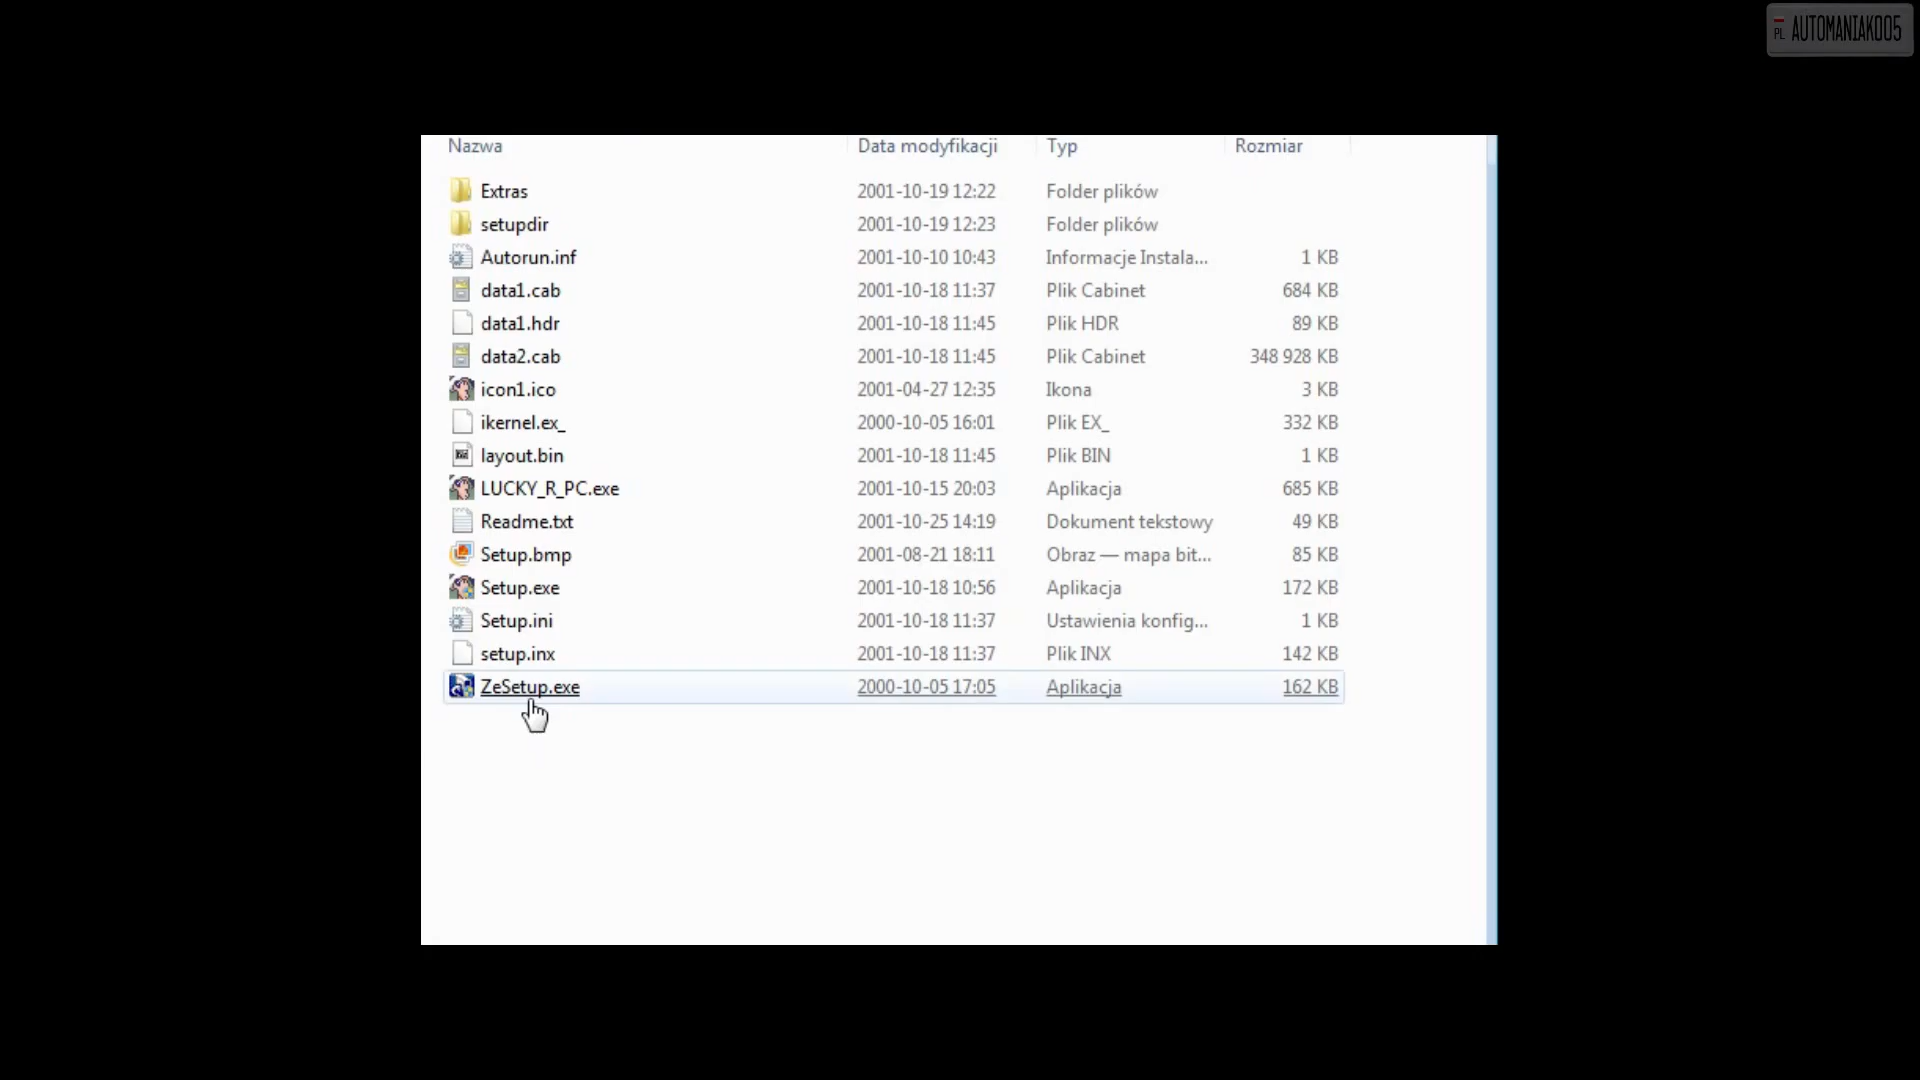 PL AUTOMANIAK005
Nazwa Data modyfikacji Typ Rozmiar
Extras 2001-10-19 12:22 Folder plików
setupdir 2001-10-19 12:23 Folder plików
Autorun.inf 2001-10-10 10:43 Informacje Instala... 1 KB
data1.cab 2001-10-18 11:37 Plik Cabinet 684 KB
data1.hdr 2001-10-18 11:45 Plik HDR 89 KB
data2.cab 2001-10-18 11:45 Plik Cabinet 348 928 KB
icon1.ico 2001-04-27 12:35 Ikona 3 KB
ikernel.ex_ 2000-10-05 16:01 Plik EX_ 332 KB
layout.bin 2001-10-18 11:45 Plik BIN 1 KB
LUCKY_R_PC.exe 2001-10-15 20:03 Aplikacja 685 KB
Readme.txt 2001-10-25 14:19 Dokument tekstowy 49 KB
Setup.bmp 2001-08-21 18:11 Obraz — mapa bit... 85 KB
Setup.exe 2001-10-18 10:56 Aplikacja 172 KB
Setup.ini 2001-10-18 11:37 Ustawienia konfig... 1 KB
setup.inx 2001-10-18 11:37 Plik INX 142 KB
ZeSetup.exe 2000-10-05 17:05 Aplikacja 162 KB